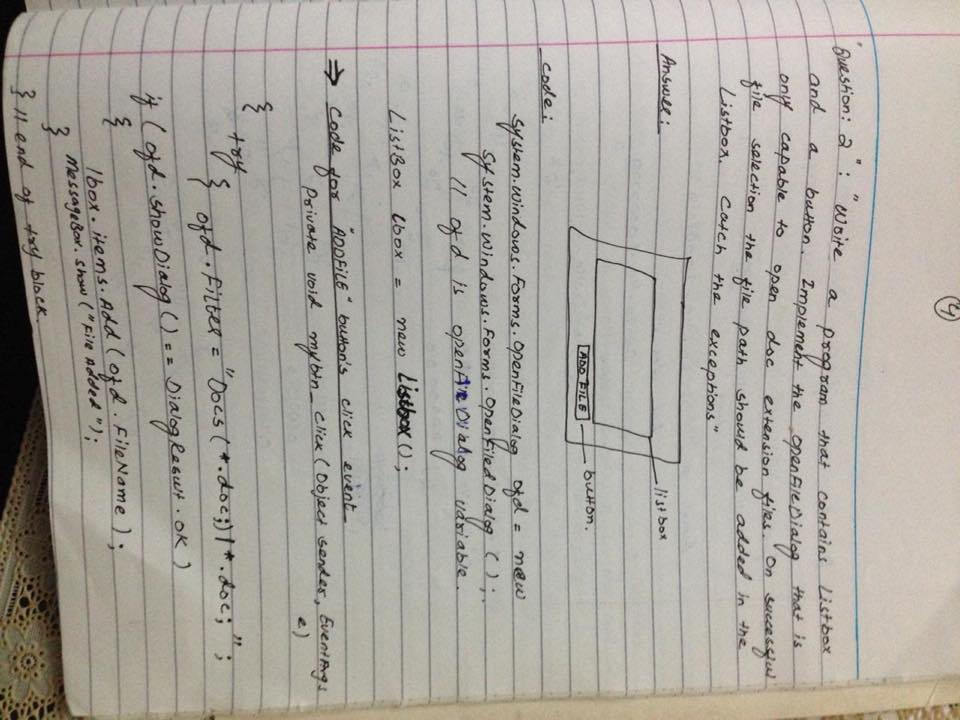 4
"Question: 2": "Write a program that contains Listbox
and a button. Implement the openFileDialog that is
only capable to open doc extension files. On successful
file selection the file path should be added in the
Listbox. Catch the exceptions"
Answer:
listbox
ADD FILE
button.
Code:
System.Windows.Forms.OpenFileDialog ofd = new
System.Windows.Forms.OpenFileDialog();
// ofd is openFileDialog variable.
ListBox lbox = new Listbox();
⇒ Code for "ADDFILE" button's click event
private void mybtn_click(Object sender, EventArgs
e)
{
try
{ ofd.Filter = "Docs(*.doc;)|*.doc;";
if (ofd.showDialog() == DialogResult.OK)
{
lbox.items.Add(ofd.FileName);
MessageBox.show("File Added");
}
} // end of try block.